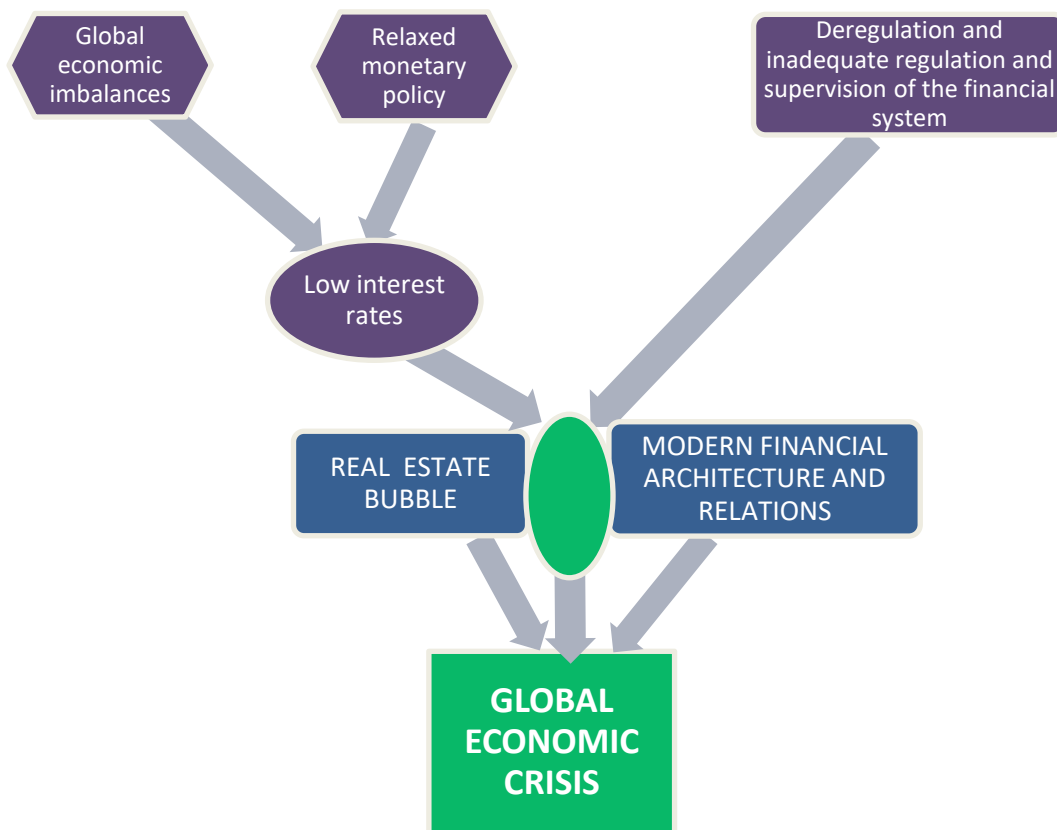 Global
economic
imbalances
Relaxed
monetary
policy
Deregulation and
inadequate regulation and
supervision of the financial
system
Low interest
rates
REAL ESTATE
BUBBLE
MODERN FINANCIAL
ARCHITECTURE AND
RELATIONS
GLOBAL
ECONOMIC
CRISIS